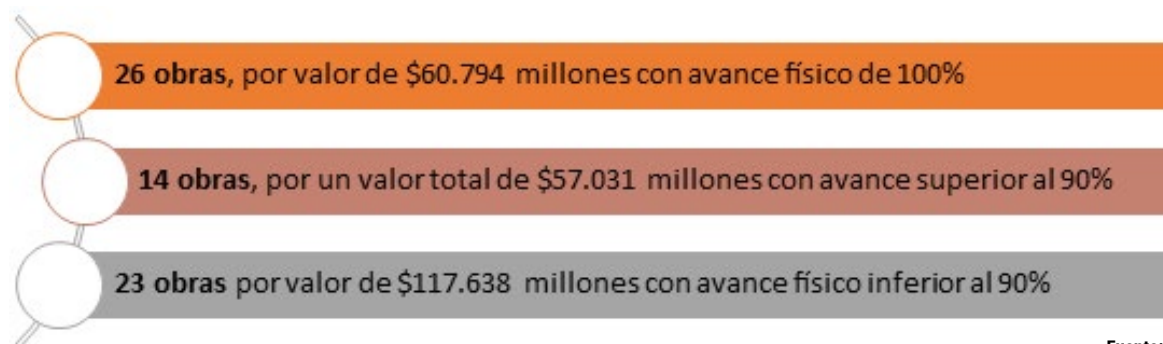 26 obras, por valor de $60.794 millones con avance físico de 100%
14 obras, por un valor total de $57.031 millones con avance superior al 90%
23 obras por valor de $117.638 millones con avance físico inferior al 90%